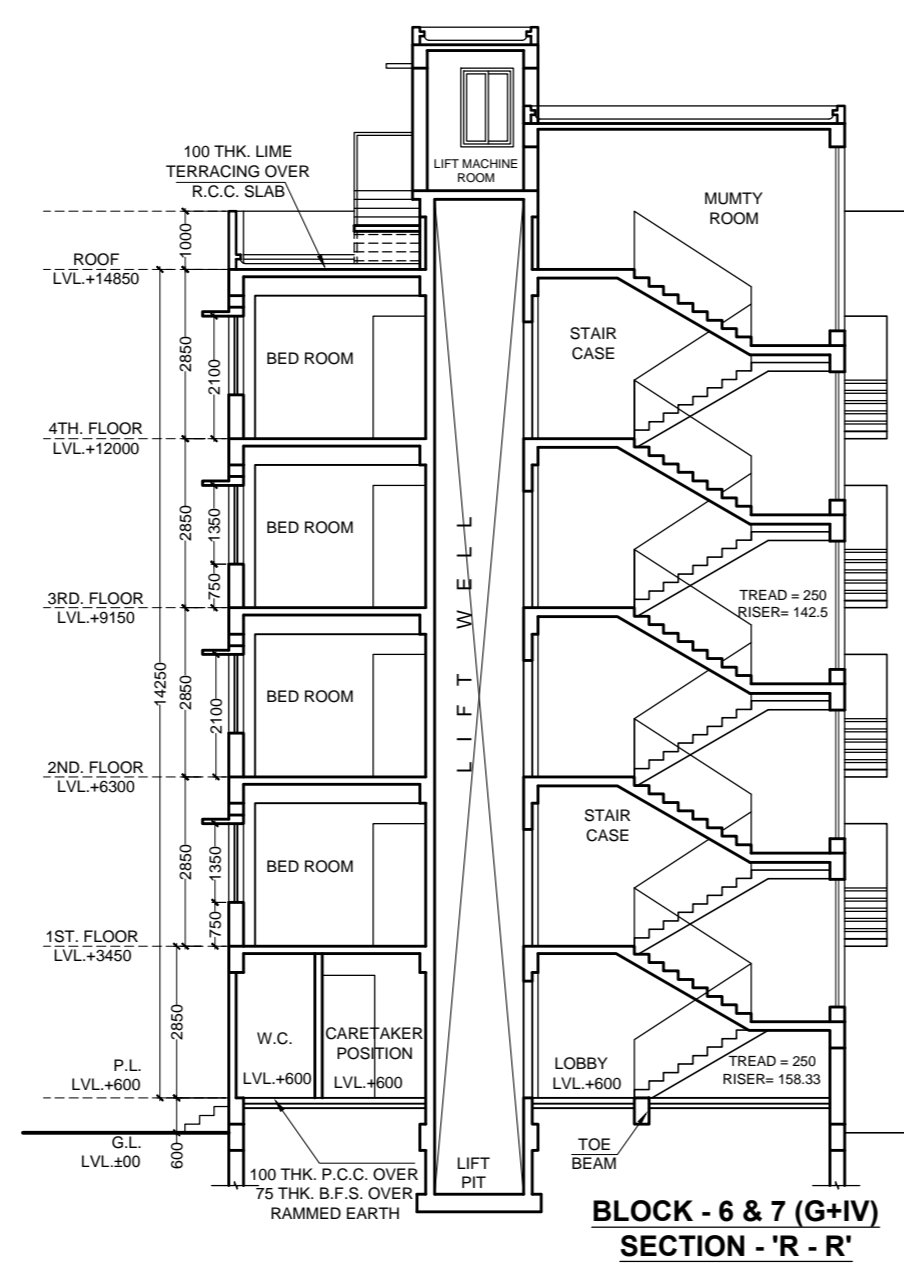 LIFT MACHINE
ROOM
100 THK. LIME
TERRACING OVER
R.C.C. SLAB
MUMTY
ROOM
1000
ROOF
LVL.+14850
2850
2100
BED ROOM
STAIR
CASE
4TH. FLOOR
LVL.+12000
2850
1350
750
BED ROOM
3RD. FLOOR
LVL.+9150
TREAD = 250
RISER= 142.5
LIFT WELL
14250
2850
2100
BED ROOM
2ND. FLOOR
LVL.+6300
2850
1350
750
BED ROOM
STAIR
CASE
1ST. FLOOR
LVL.+3450
2850
W.C.
LVL.+600
CARETAKER
POSITION
LVL.+600
LOBBY
LVL.+600
TREAD = 250
RISER= 158.33
P.L.
LVL.+600
600
G.L.
LVL.±00
TOE
BEAM
LIFT
PIT
100 THK. P.C.C. OVER
75 THK. B.F.S. OVER
RAMMED EARTH
BLOCK - 6 & 7 (G+IV)
SECTION - 'R - R'